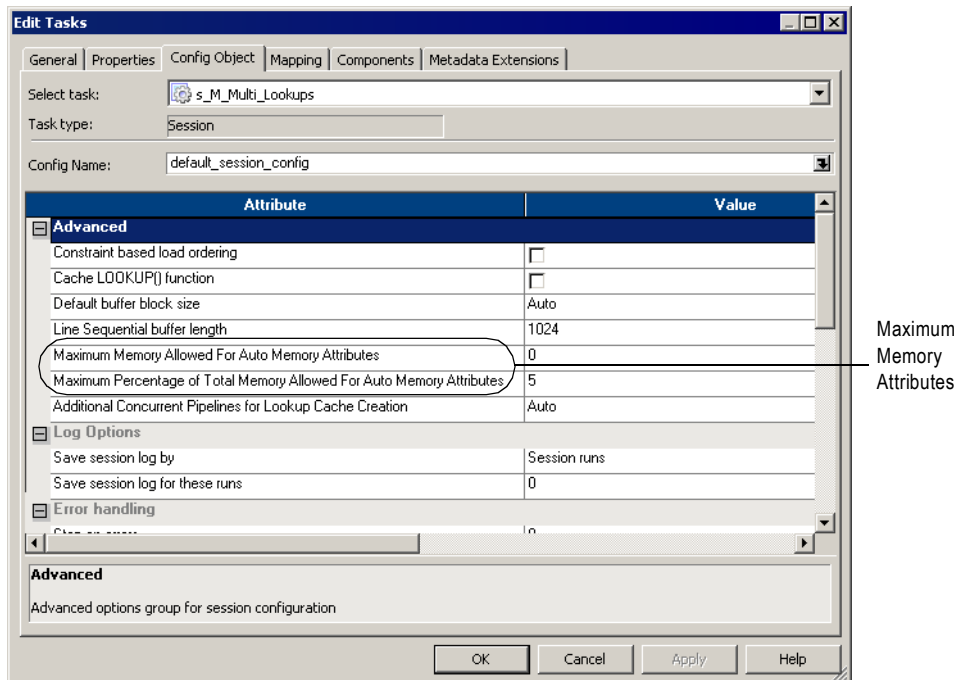 Edit Tasks
General Properties Config Object Mapping Components Metadata Extensions
Select task: s_M_Multi_Lookups
Task type: Session
Config Name: default_session_config
Attribute Value
Advanced
Constraint based load ordering
Cache LOOKUP() function
Default buffer block size Auto
Line Sequential buffer length 1024
Maximum Memory Allowed For Auto Memory Attributes 0
Maximum Percentage of Total Memory Allowed For Auto Memory Attributes 5
Additional Concurrent Pipelines for Lookup Cache Creation Auto
Log Options
Save session log by Session runs
Save session log for these runs 0
Error handling
Advanced
Advanced options group for session configuration
OK Cancel Apply Help
Maximum
Memory
Attributes